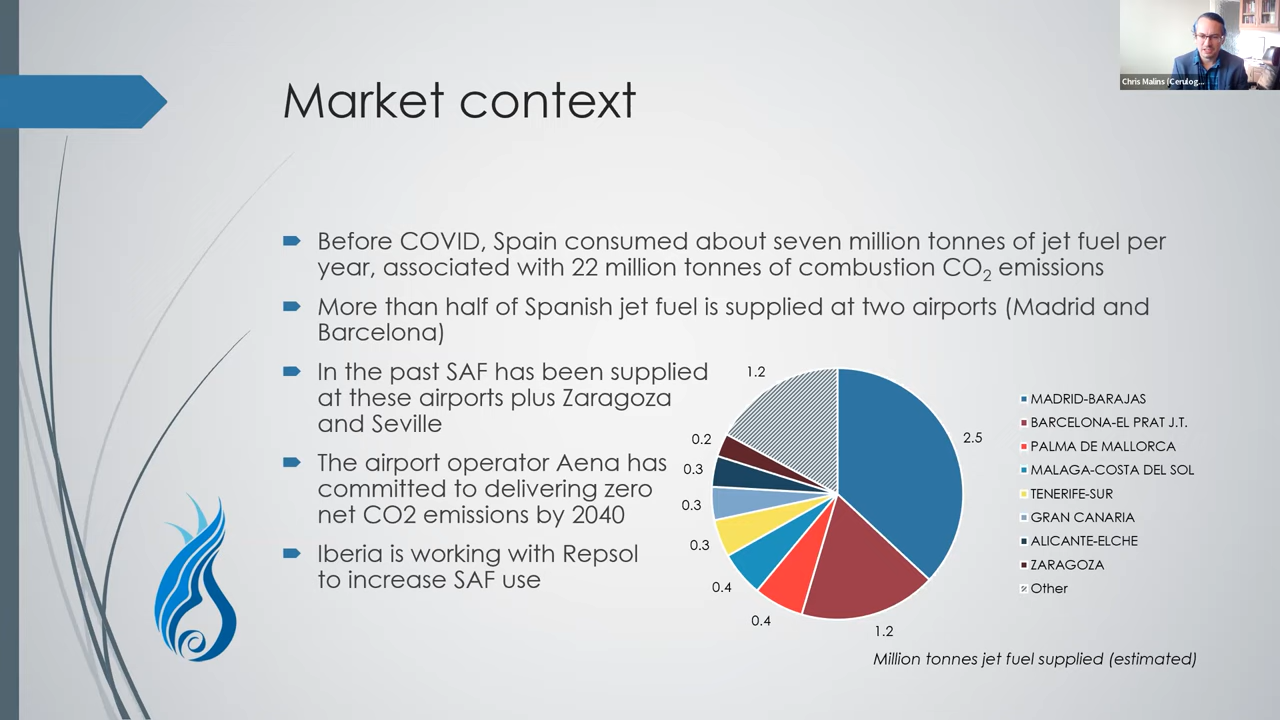 Chris Malins (Cerulog...
Market context
Before COVID, Spain consumed about seven million tonnes of jet fuel per
year, associated with 22 million tonnes of combustion CO2 emissions
More than half of Spanish jet fuel is supplied at two airports (Madrid and
Barcelona)
In the past SAF has been supplied
at these airports plus Zaragoza
and Seville
The airport operator Aena has
committed to delivering zero
net CO2 emissions by 2040
Iberia is working with Repsol
to increase SAF use
1.2
0.2
0.3
0.3
0.3
0.4
0.4
1.2
2.5
MADRID-BARAJAS
BARCELONA-EL PRAT J.T.
PALMA DE MALLORCA
MALAGA-COSTA DEL SOL
TENERIFE-SUR
GRAN CANARIA
ALICANTE-ELCHE
ZARAGOZA
Other
Million tonnes jet fuel supplied (estimated)